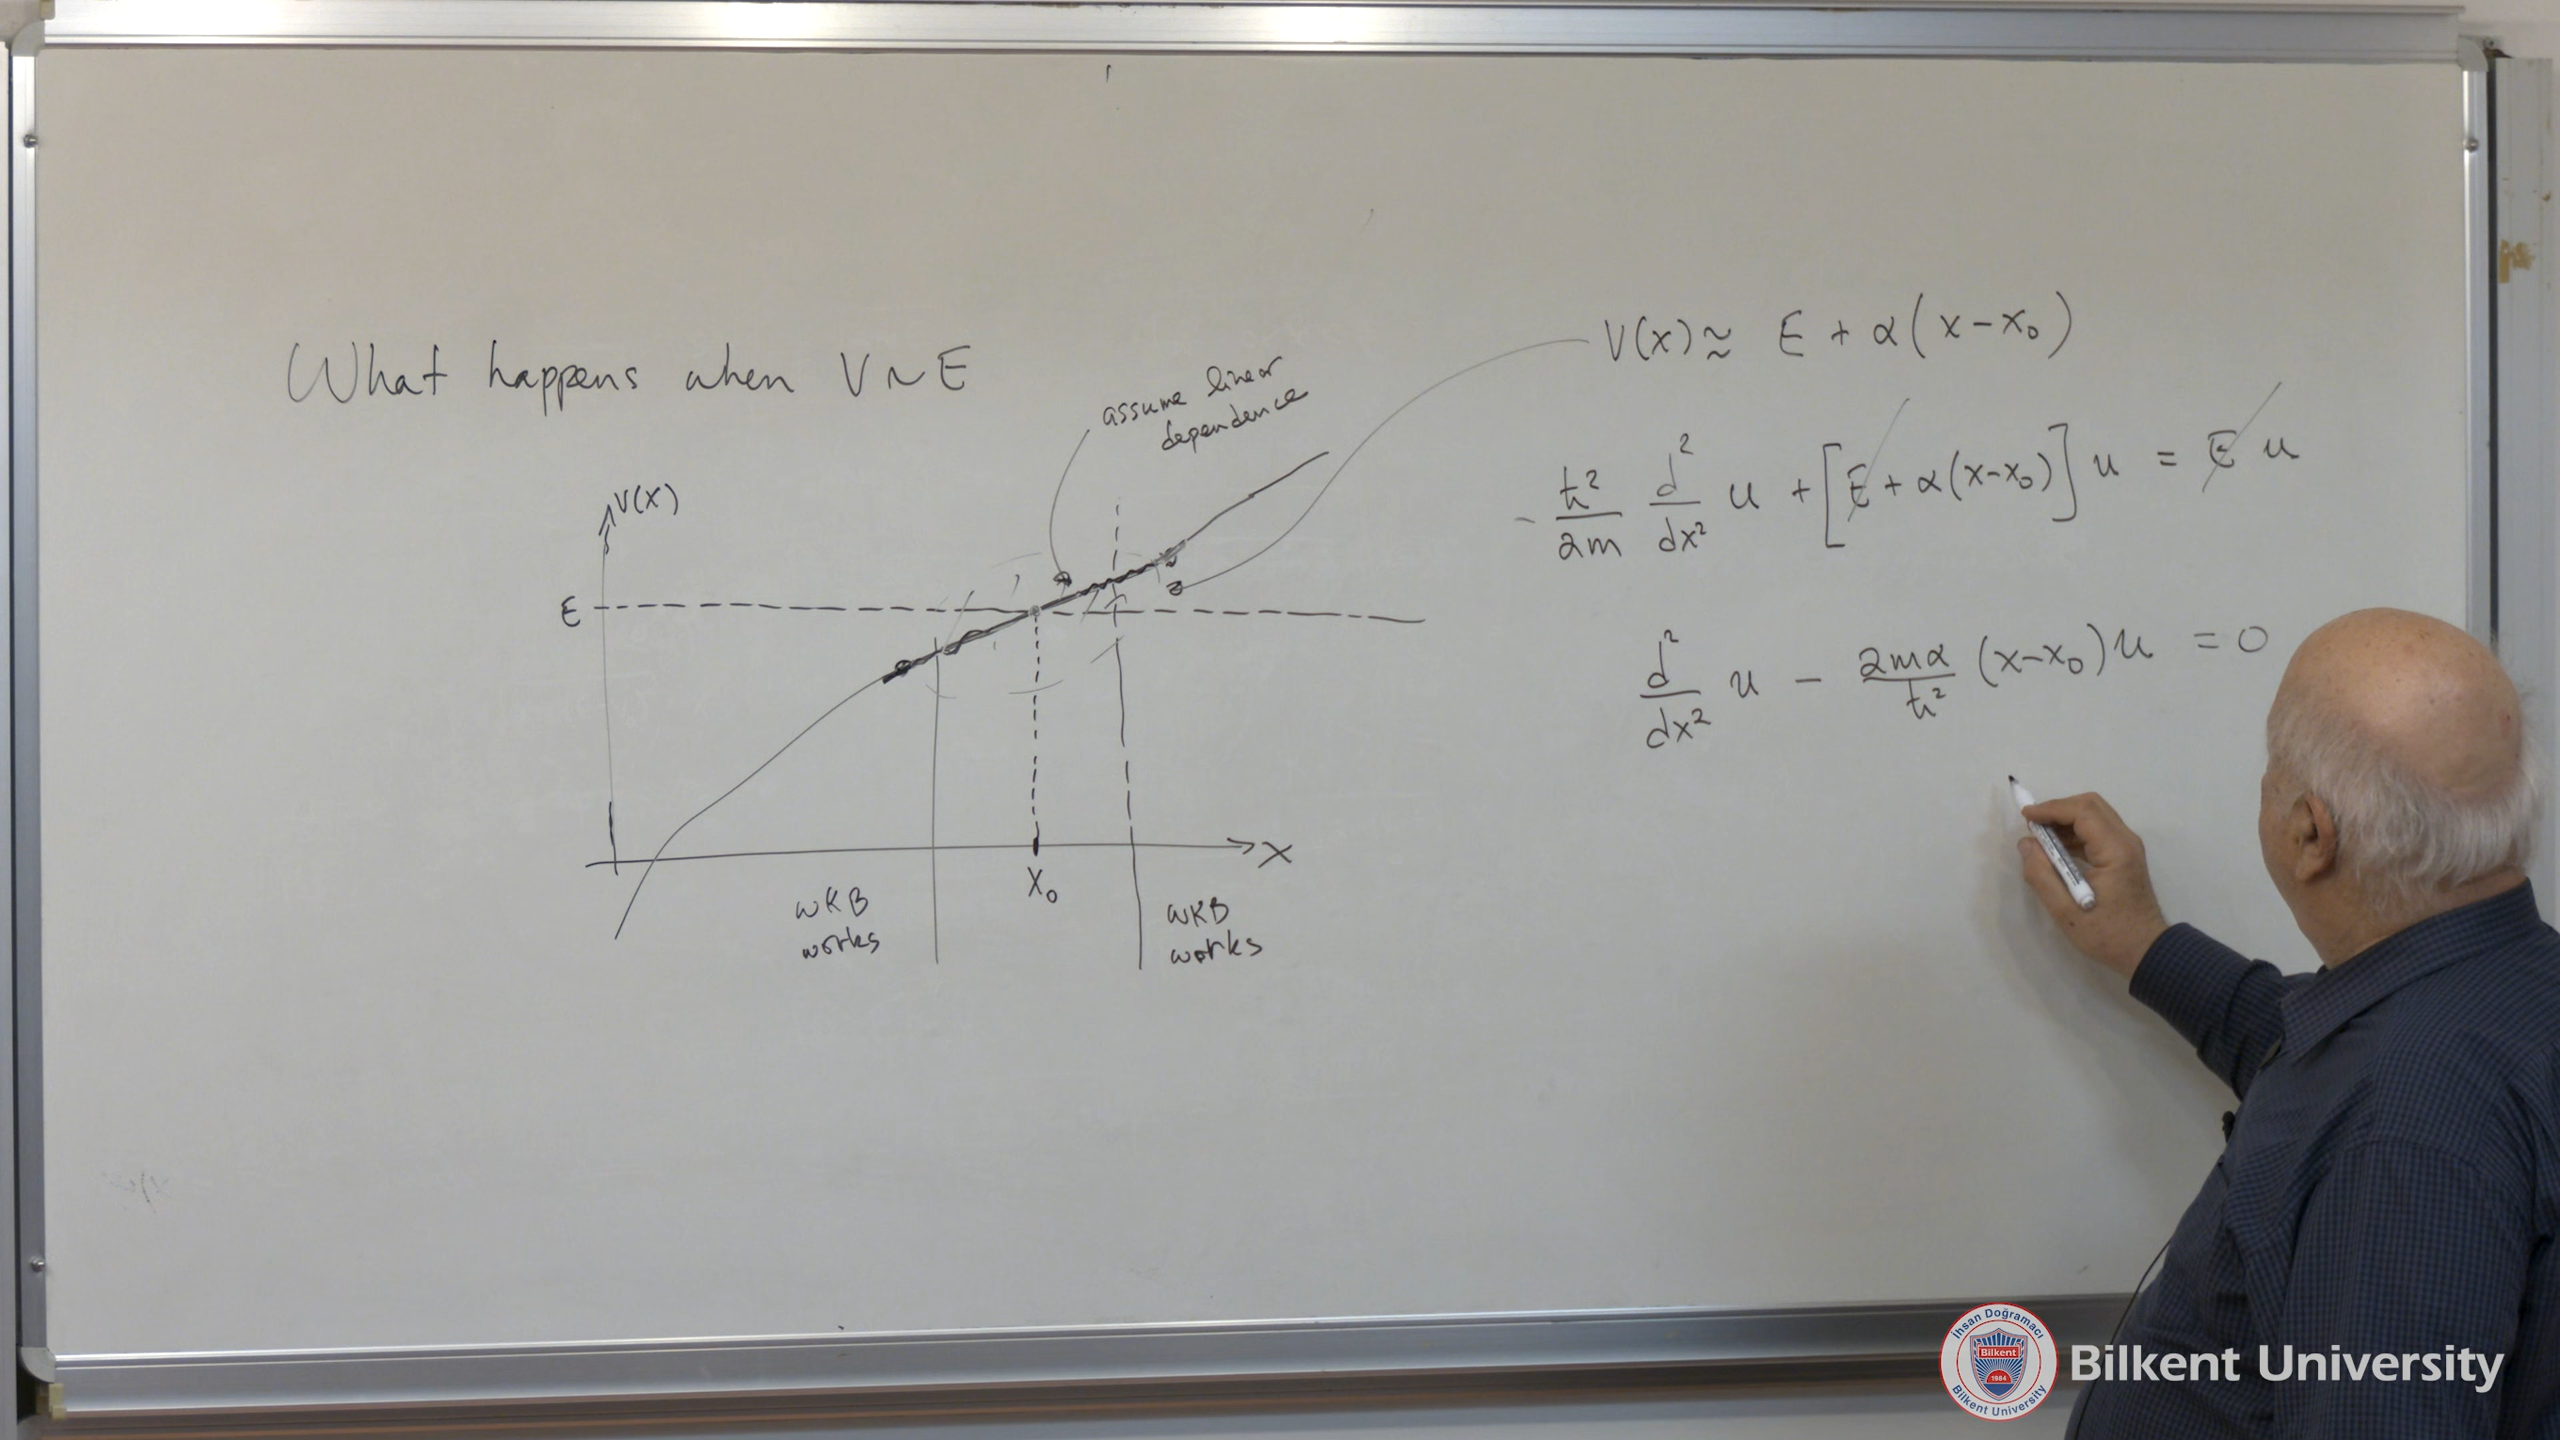 What happens when V~E
assume linear
dependence
V(x)
E
X₀
X
WKB
works
WKB
works
V(x) ≈ E + α(x-x₀)
- ħ²/2m d²/dx² u + [E + α(x-x₀)] u = E u
d²/dx² u - 2mα/ħ² (x-x₀)u = 0
İhsan Doğramacı
Bilkent
1984
Bilkent University
Bilkent University